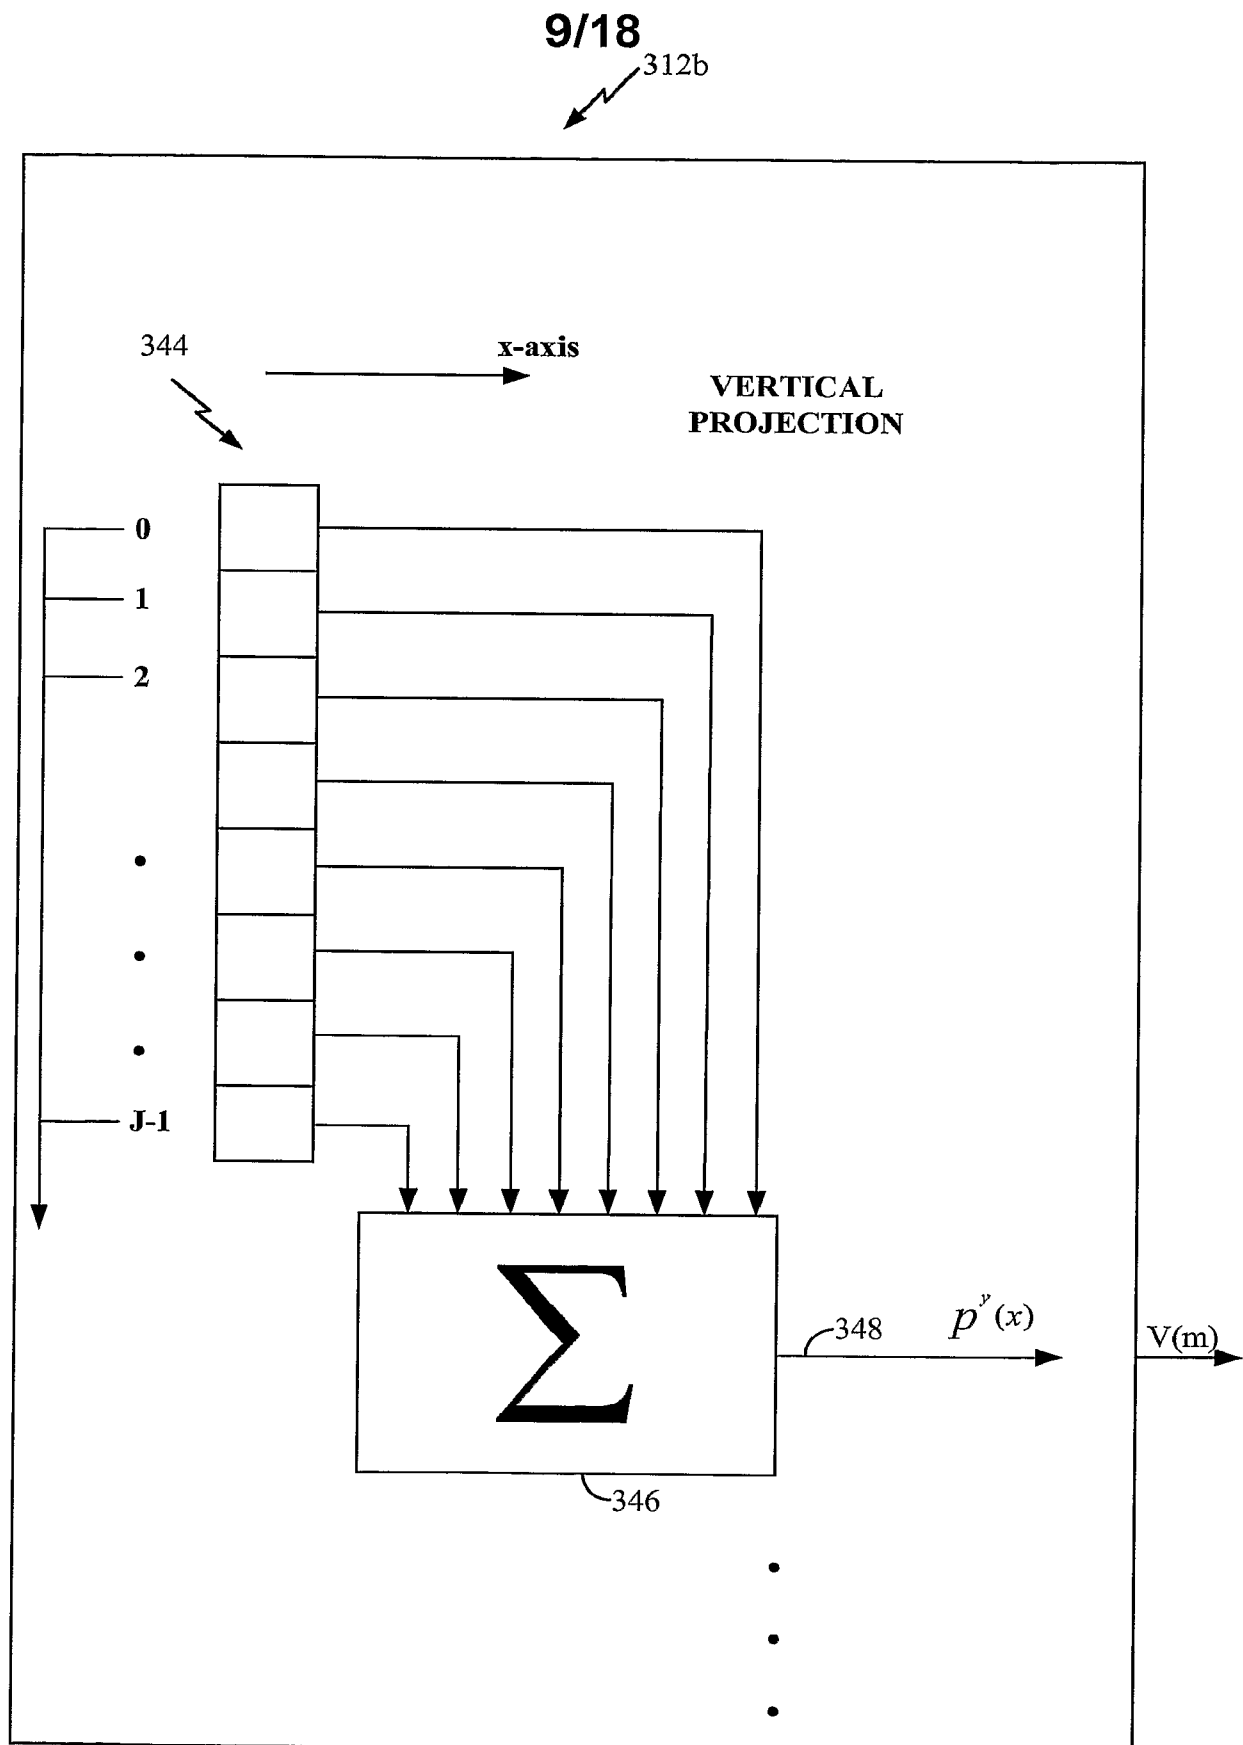 9/18
312b
344
x-axis
VERTICAL
PROJECTION
0
1
2
J-1
Σ
348
p^y(x)
V(m)
346